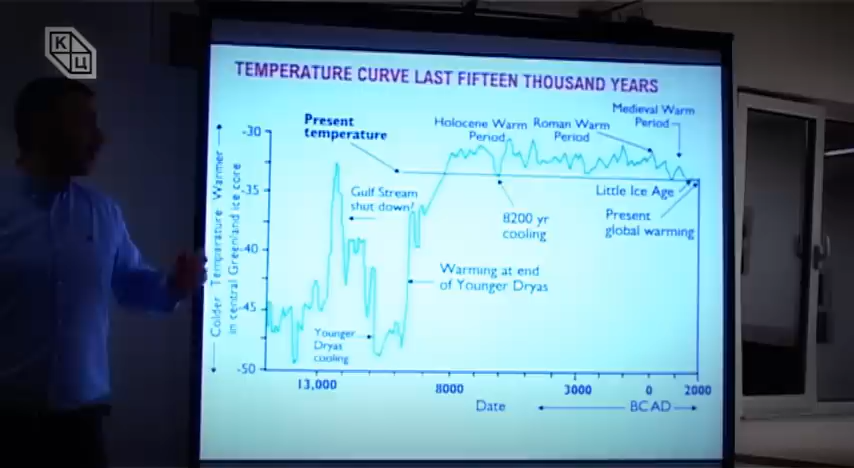 К
Ц
TEMPERATURE CURVE LAST FIFTEEN THOUSAND YEARS
Medieval Warm
Period
Present
temperature
Holocene Warm
Period
Roman Warm
Period
-30
Gulf Stream
shut down!
Little Ice Age
-35
8200 yr
cooling
Present
global warming
-40
Warming at end
of Younger Dryas
-45
Younger
Dryas
cooling
-50
Colder Temparature Warmer
in central Greenland ice core
13,000
8000
3000
0
2000
Date
BC AD